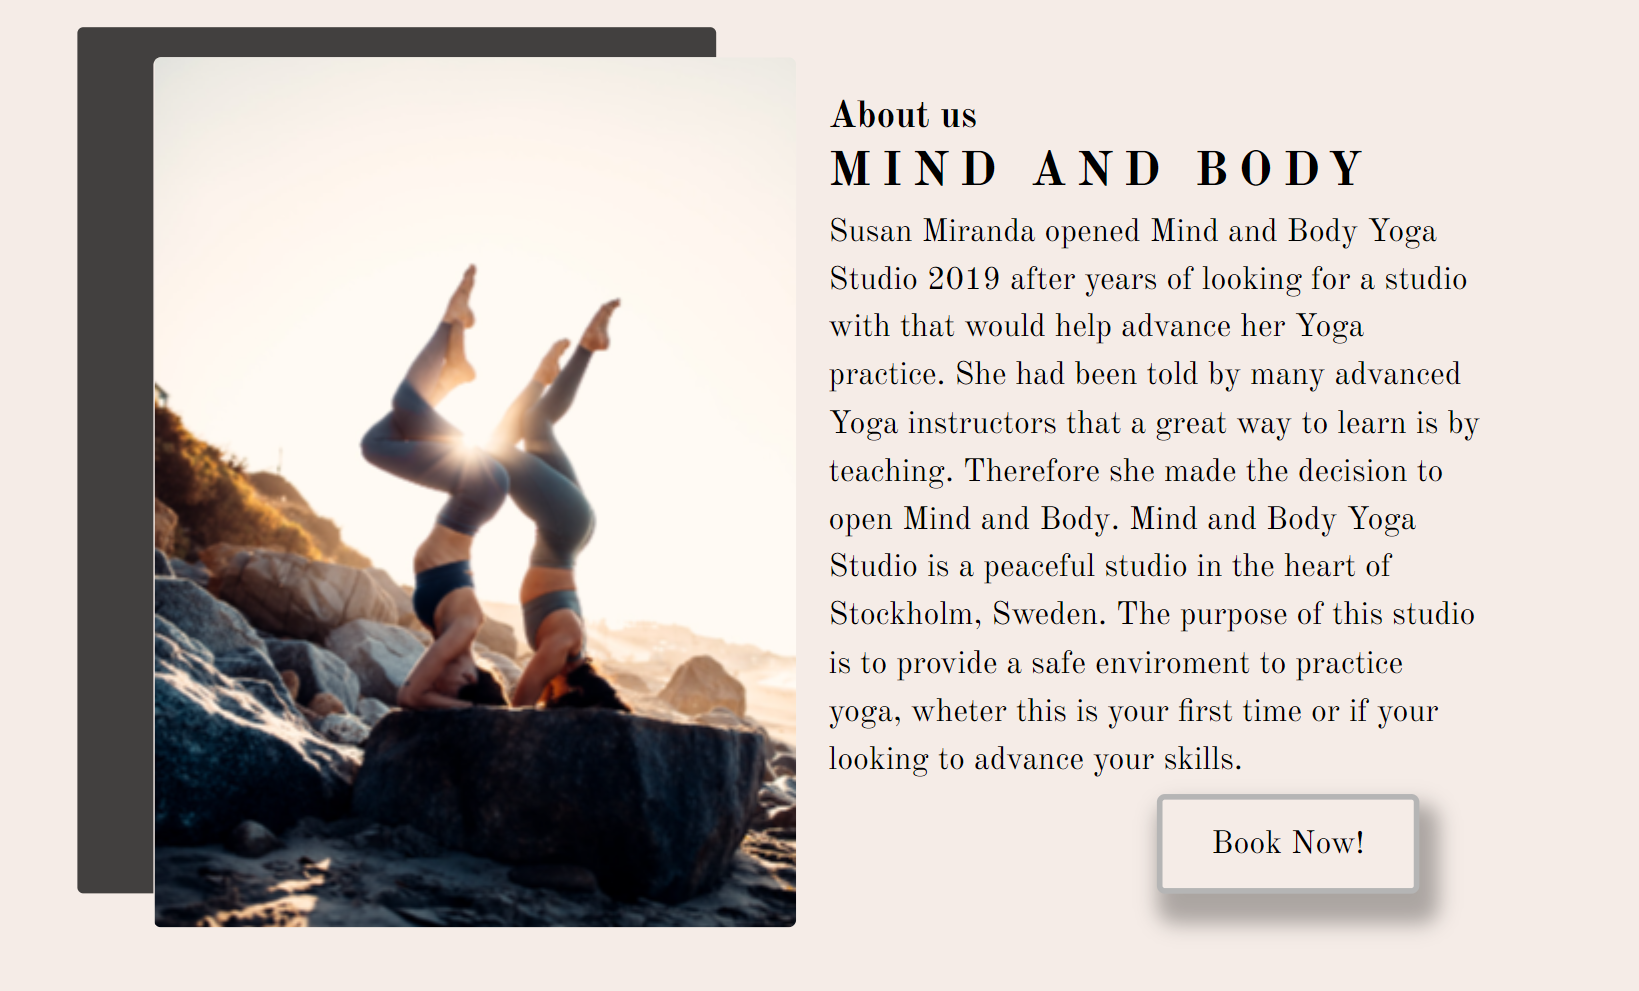 About us
MIND AND BODY
Susan Miranda opened Mind and Body Yoga
Studio 2019 after years of looking for a studio
with that would help advance her Yoga
practice. She had been told by many advanced
Yoga instructors that a great way to learn is by
teaching. Therefore she made the decision to
open Mind and Body. Mind and Body Yoga
Studio is a peaceful studio in the heart of
Stockholm, Sweden. The purpose of this studio
is to provide a safe enviroment to practice
yoga, wheter this is your first time or if your
looking to advance your skills.
Book Now!